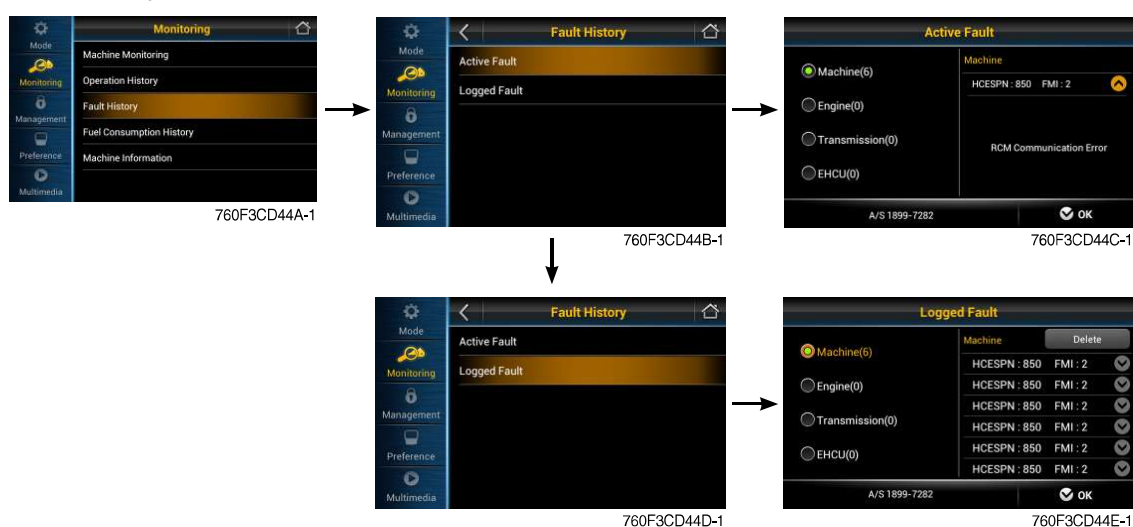 Monitoring
Mode
Monitoring
Management
Preference
Multimedia
Machine Monitoring
Operation History
Fault History
Fuel Consumption History
Machine Information
760F3CD44A-1
Fault History
Mode
Monitoring
Management
Preference
Multimedia
Active Fault
Logged Fault
760F3CD44B-1
Active Fault
Machine(6)
Engine(0)
Transmission(0)
EHCU(0)
Machine
HCESPN : 850 FMI : 2
RCM Communication Error
A/S 1899-7282
OK
760F3CD44C-1
Fault History
Mode
Monitoring
Management
Preference
Multimedia
Active Fault
Logged Fault
760F3CD44D-1
Logged Fault
Machine(6)
Engine(0)
Transmission(0)
EHCU(0)
Machine
Delete
HCESPN : 850 FMI : 2
HCESPN : 850 FMI : 2
HCESPN : 850 FMI : 2
HCESPN : 850 FMI : 2
HCESPN : 850 FMI : 2
HCESPN : 850 FMI : 2
A/S 1899-7282
OK
760F3CD44E-1